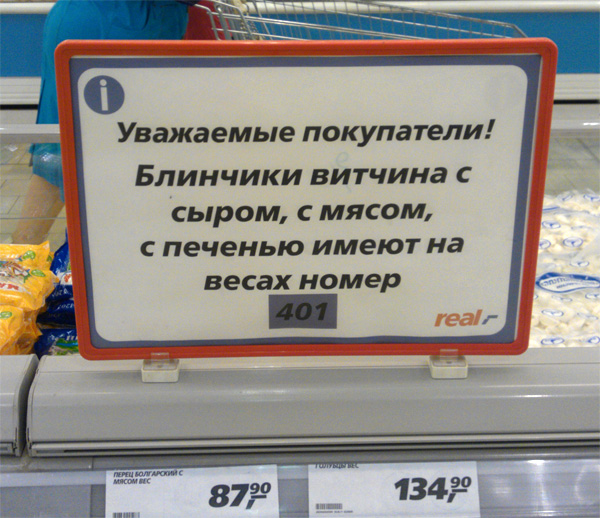 i
Уважаемые покупатели!
Блинчики витчина с
сыром, с мясом,
с печенью имеют на
весах номер
401
real,-
ПЕРЕЦ БОЛГАРСКИЙ С
МЯСОМ ВЕС
87,90
ГОЛУБЦЫ ВЕС
134,90